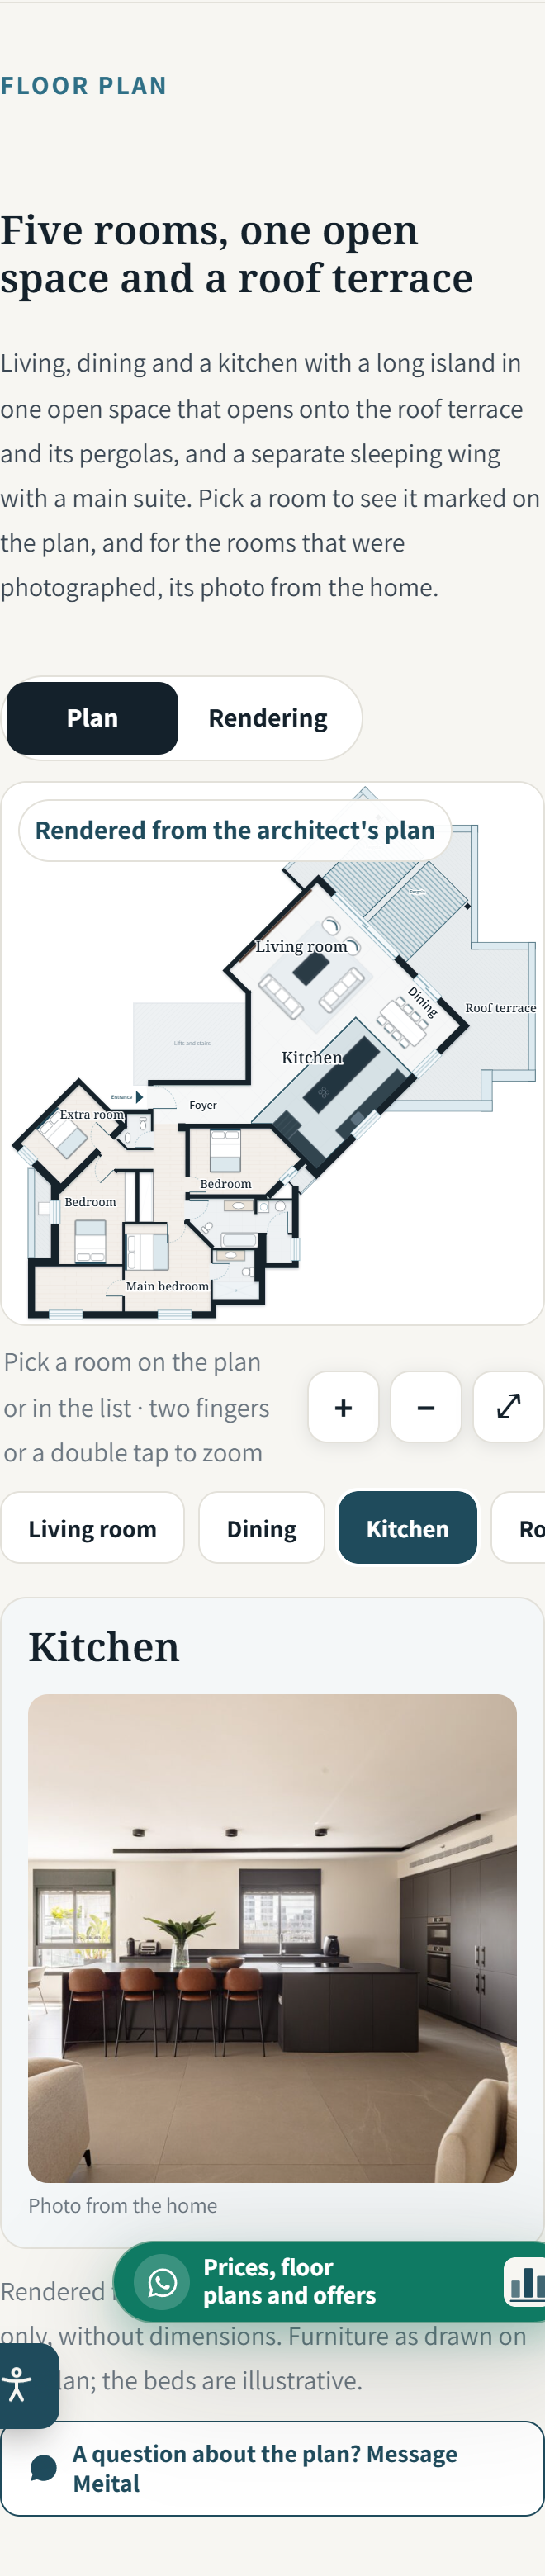 FLOOR PLAN
Five rooms, one open
space and a roof terrace
Living, dining and a kitchen with a long island in
one open space that opens onto the roof terrace
and its pergolas, and a separate sleeping wing
with a main suite. Pick a room to see it marked on
the plan, and for the rooms that were
photographed, its photo from the home.
Plan
Rendering
Rendered from the architect's plan
Pergola
Living room
Dining
Roof terrace
Lifts and stairs
Kitchen
Entrance
Foyer
Extra room
Bedroom
Bedroom
Main bedroom
Pick a room on the plan
or in the list · two fingers
or a double tap to zoom
+
−
Living room
Dining
Kitchen
Ro
Kitchen
Photo from the home
Prices, floor
plans and offers
Rendered
only, without dimensions. Furniture as drawn on
lan; the beds are illustrative.
A question about the plan? Message
Meital